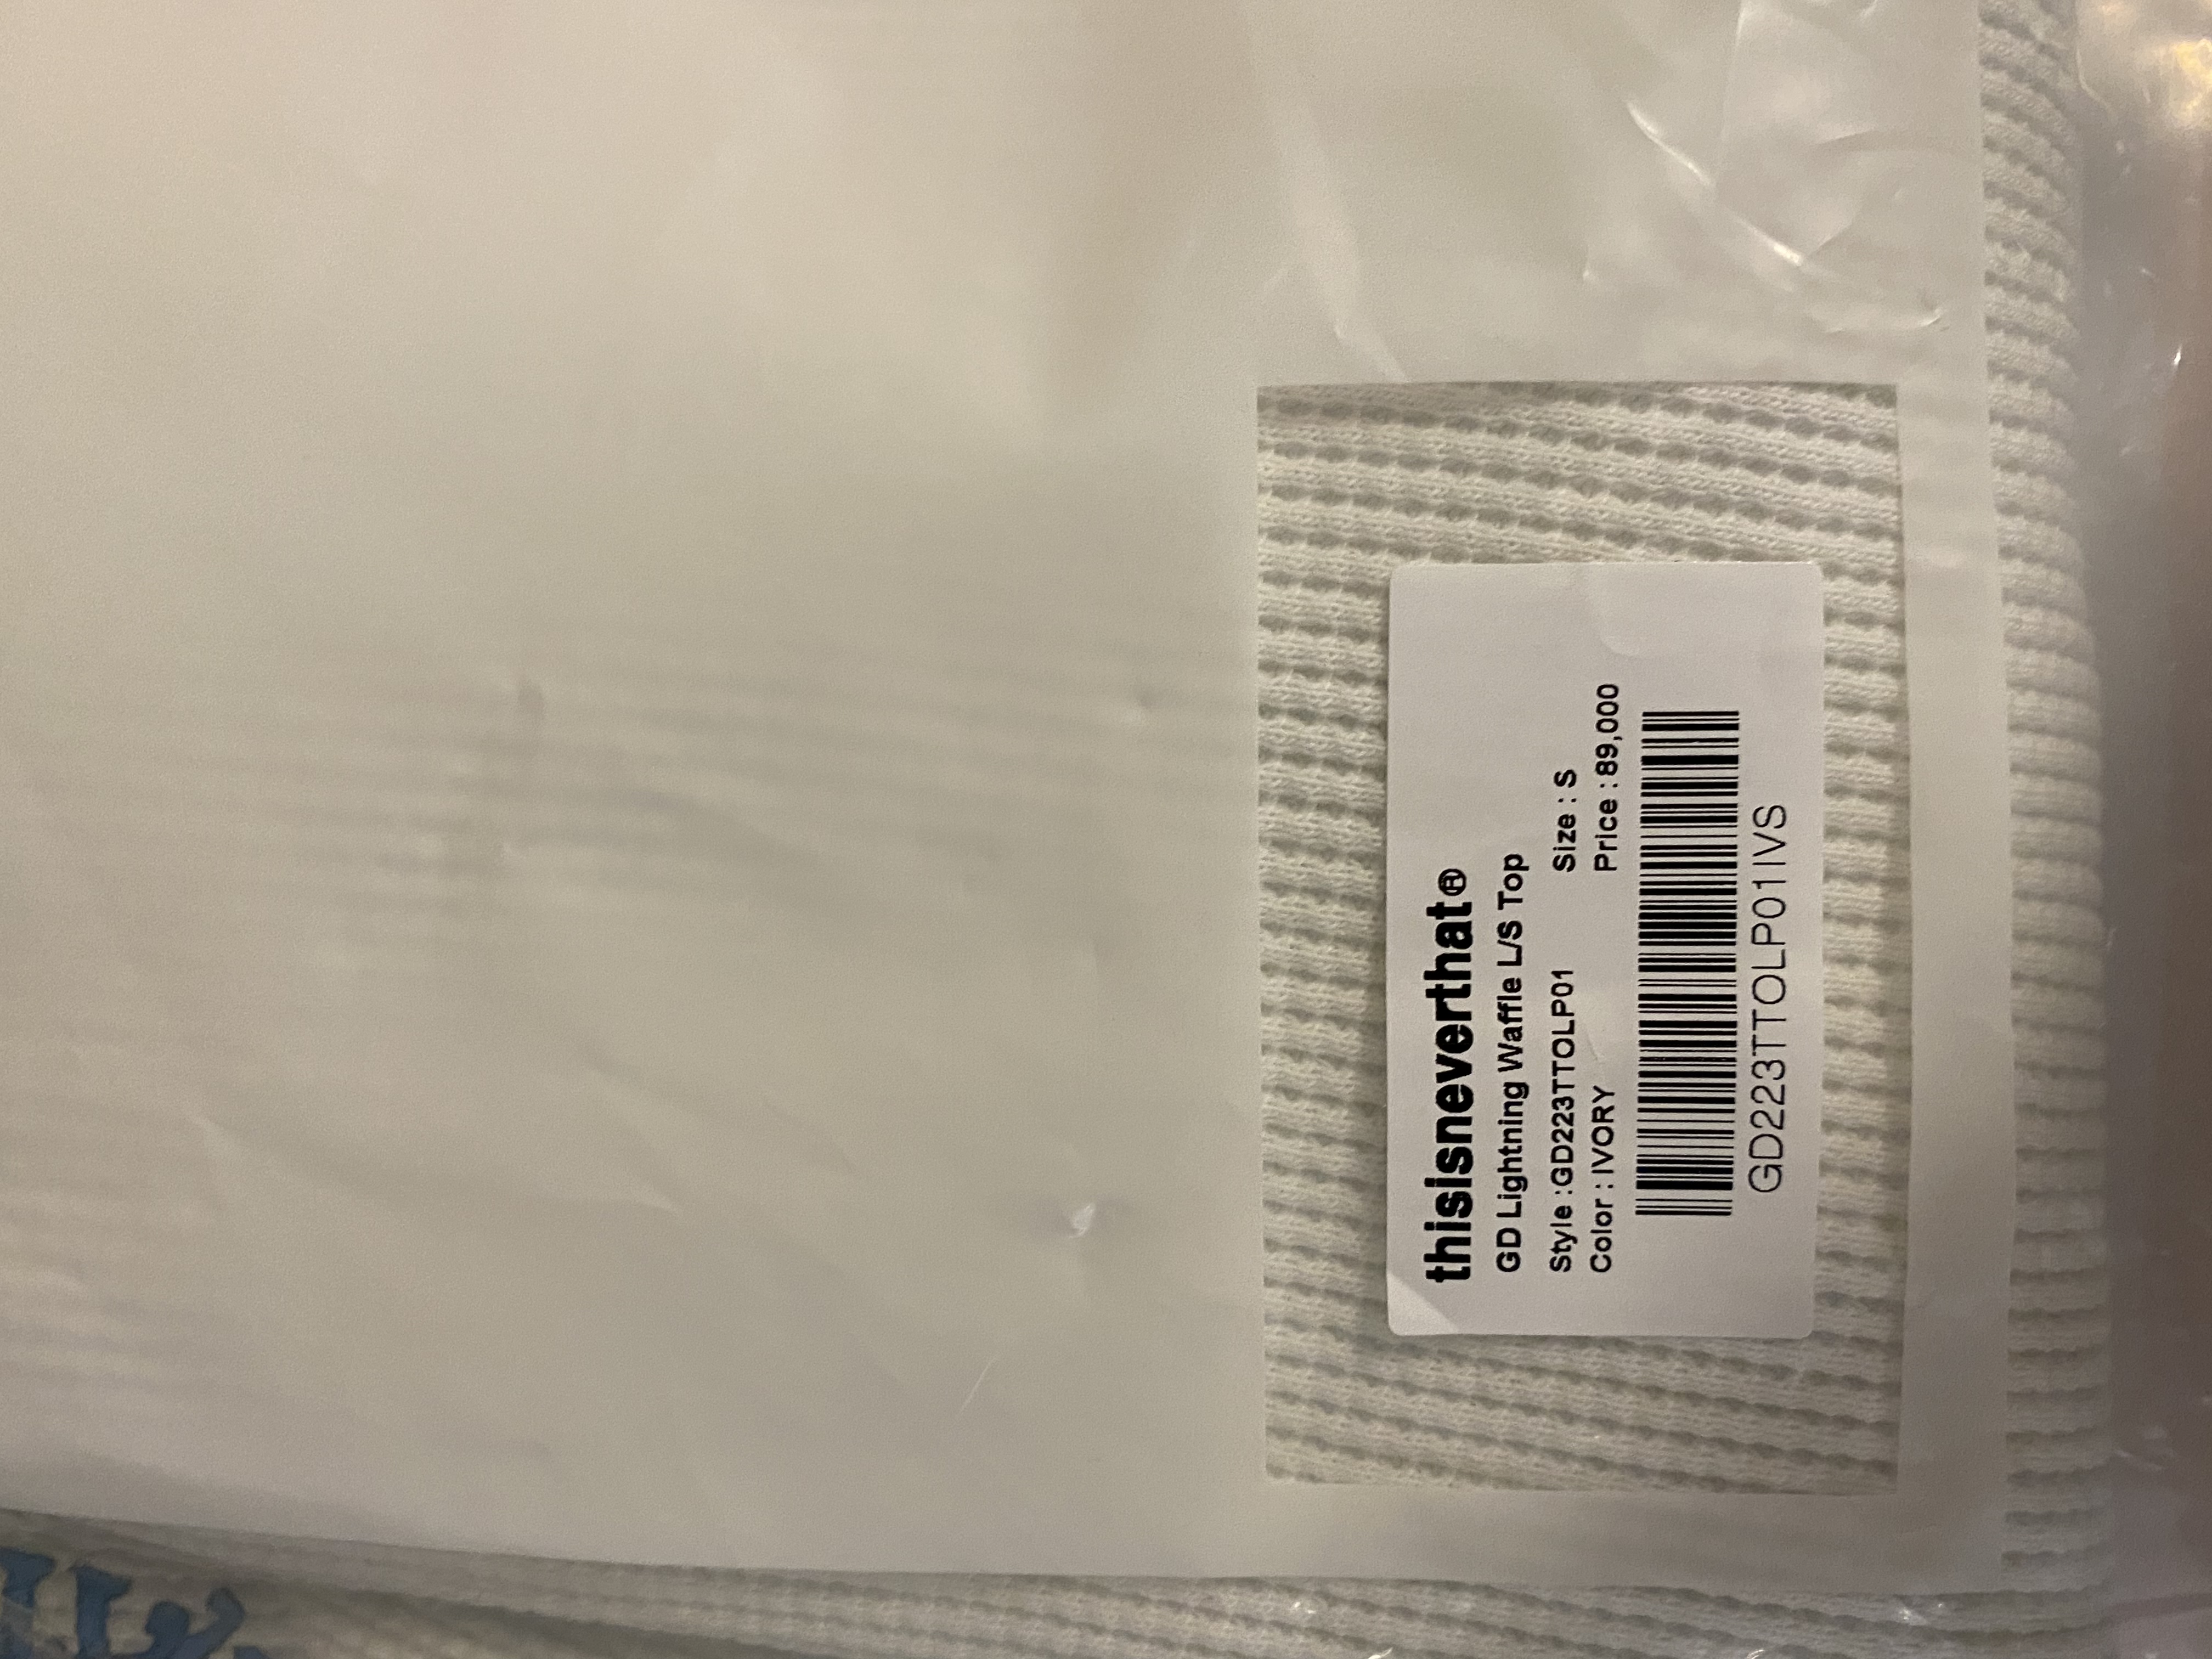 thisisneverthat®
GD Lightning Waffle L/S Top
Style :GD223TTOLP01 Size : S
Color : IVORY Price : 89,000
GD223TTOLP01IVS